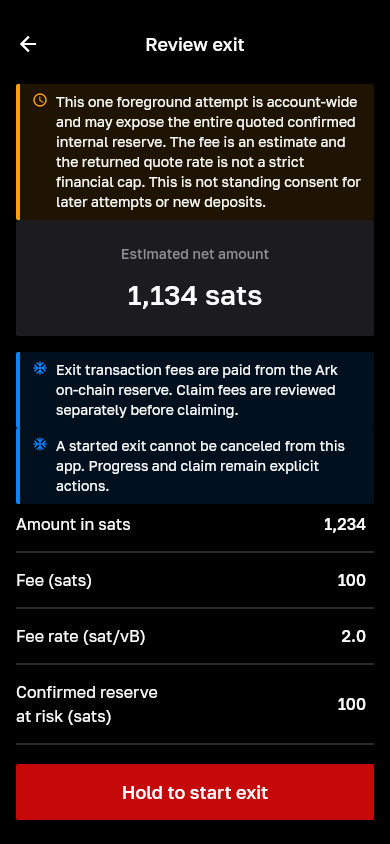 Review exit
This one foreground attempt is account-wide
and may expose the entire quoted confirmed
internal reserve. The fee is an estimate and
the returned quote rate is not a strict
financial cap. This is not standing consent for
later attempts or new deposits.
Estimated net amount
1,134 sats
Exit transaction fees are paid from the Ark
on-chain reserve. Claim fees are reviewed
separately before claiming.
A started exit cannot be canceled from this
app. Progress and claim remain explicit
actions.
Amount in sats 1,234
Fee (sats) 100
Fee rate (sat/vB) 2.0
Confirmed reserve
at risk (sats) 100
Hold to start exit